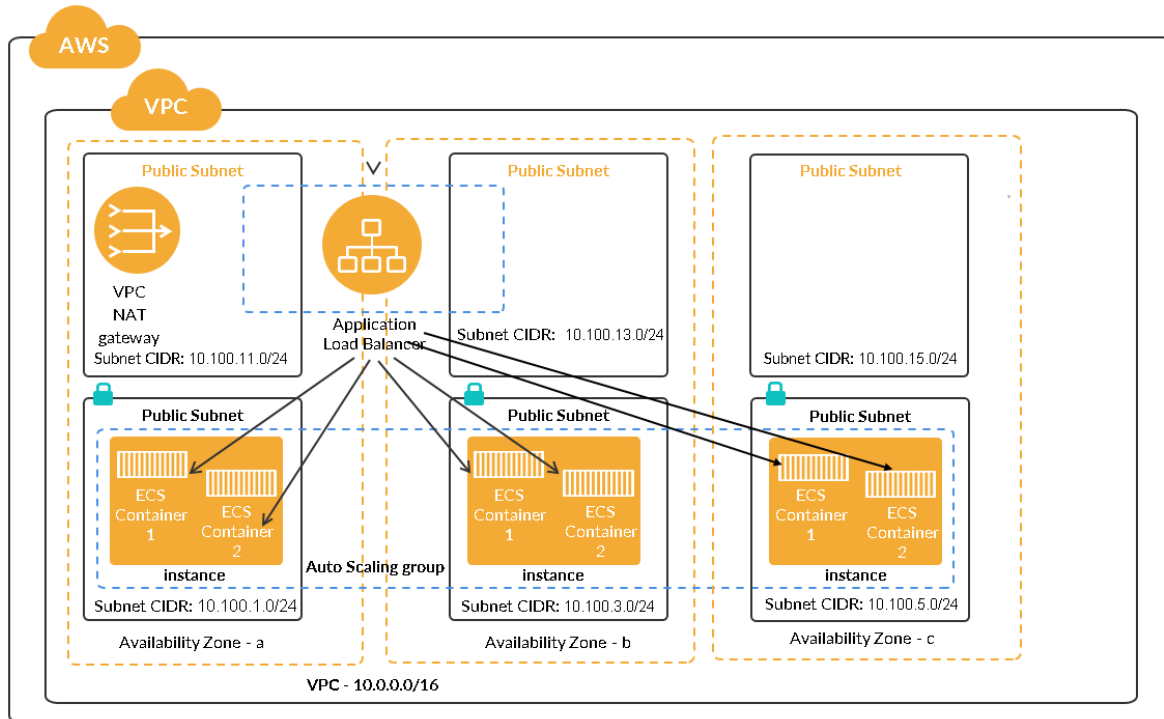 AWS
VPC
Public Subnet
VPC
NAT
gateway
Subnet CIDR: 10.100.11.0/24
Application
Load Balancer
Public Subnet
Subnet CIDR: 10.100.13.0/24
Public Subnet
Subnet CIDR: 10.100.15.0/24
Public Subnet
ECS
Container
1
ECS
Container
2
instance
Subnet CIDR: 10.100.1.0/24
Availability Zone - a
Auto Scaling group
Public Subnet
ECS
Container
1
ECS
Container
2
instance
Subnet CIDR: 10.100.3.0/24
Availability Zone - b
Public Subnet
ECS
Container
1
ECS
Container
2
instance
Subnet CIDR: 10.100.5.0/24
Availability Zone - c
VPC - 10.0.0.0/16